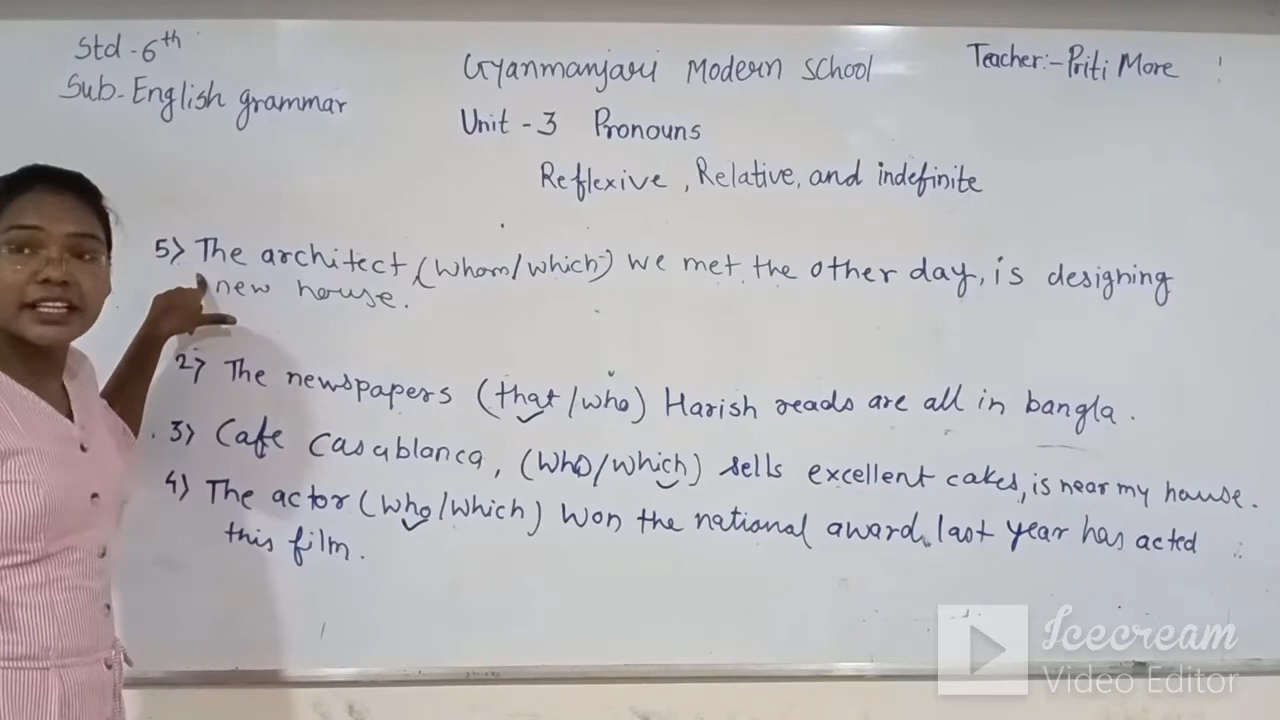 Std - 6th
Sub- English grammar
Gyanmanjari Modern School
Teacher:- Priti More
Unit - 3 Pronouns
Reflexive, Relative, and indefinite
5) The architect (whom/which) we met the other day, is designing
new house.
2) The newspapers (that/who) Harish reads are all in bangla.
3) Cafe Casablanca, (who/which) sells excellent cakes, is near my house.
4) The actor (who/which) won the national award last year has acted
this film.
Icecream
Video Editor